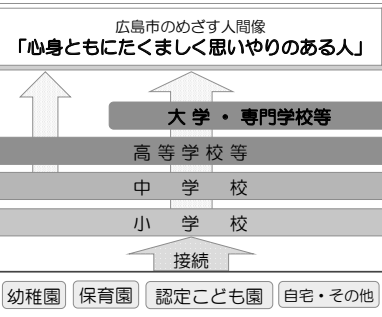 広島市のめざす人間像
「心身ともにたくましく思いやりのある人」
大学・専門学校等
高等学校等
中学校
小学校
接続
幼稚園 保育園 認定こども園 自宅・その他